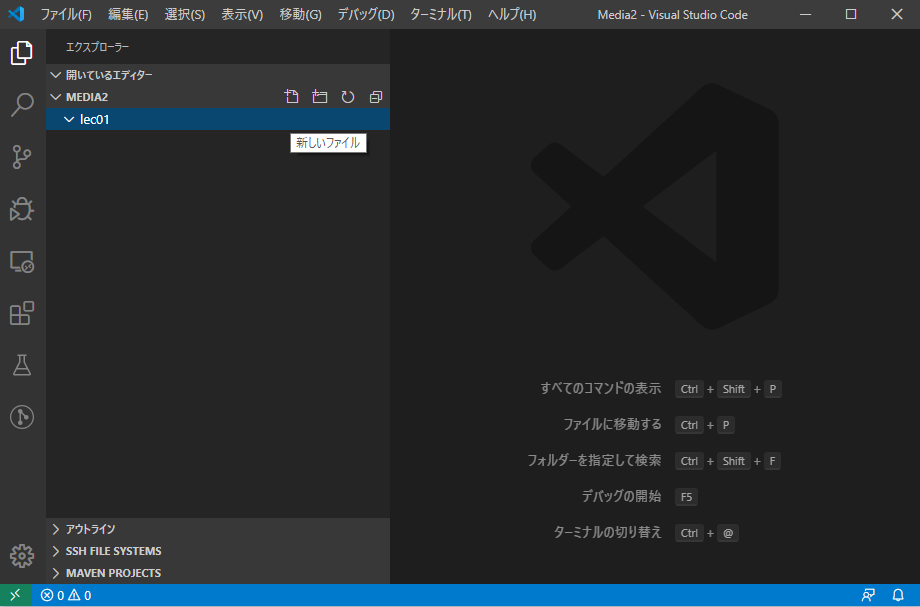 ファイル(F) 編集(E) 選択(S) 表示(V) 移動(G) デバッグ(D) ターミナル(T) ヘルプ(H) Media2 - Visual Studio Code
エクスプローラー
開いているエディター
MEDIA2
lec01
新しいファイル
すべてのコマンドの表示 Ctrl + Shift + P
ファイルに移動する Ctrl + P
フォルダーを指定して検索 Ctrl + Shift + F
デバッグの開始 F5
ターミナルの切り替え Ctrl + @
アウトライン
SSH FILE SYSTEMS
MAVEN PROJECTS
0 0